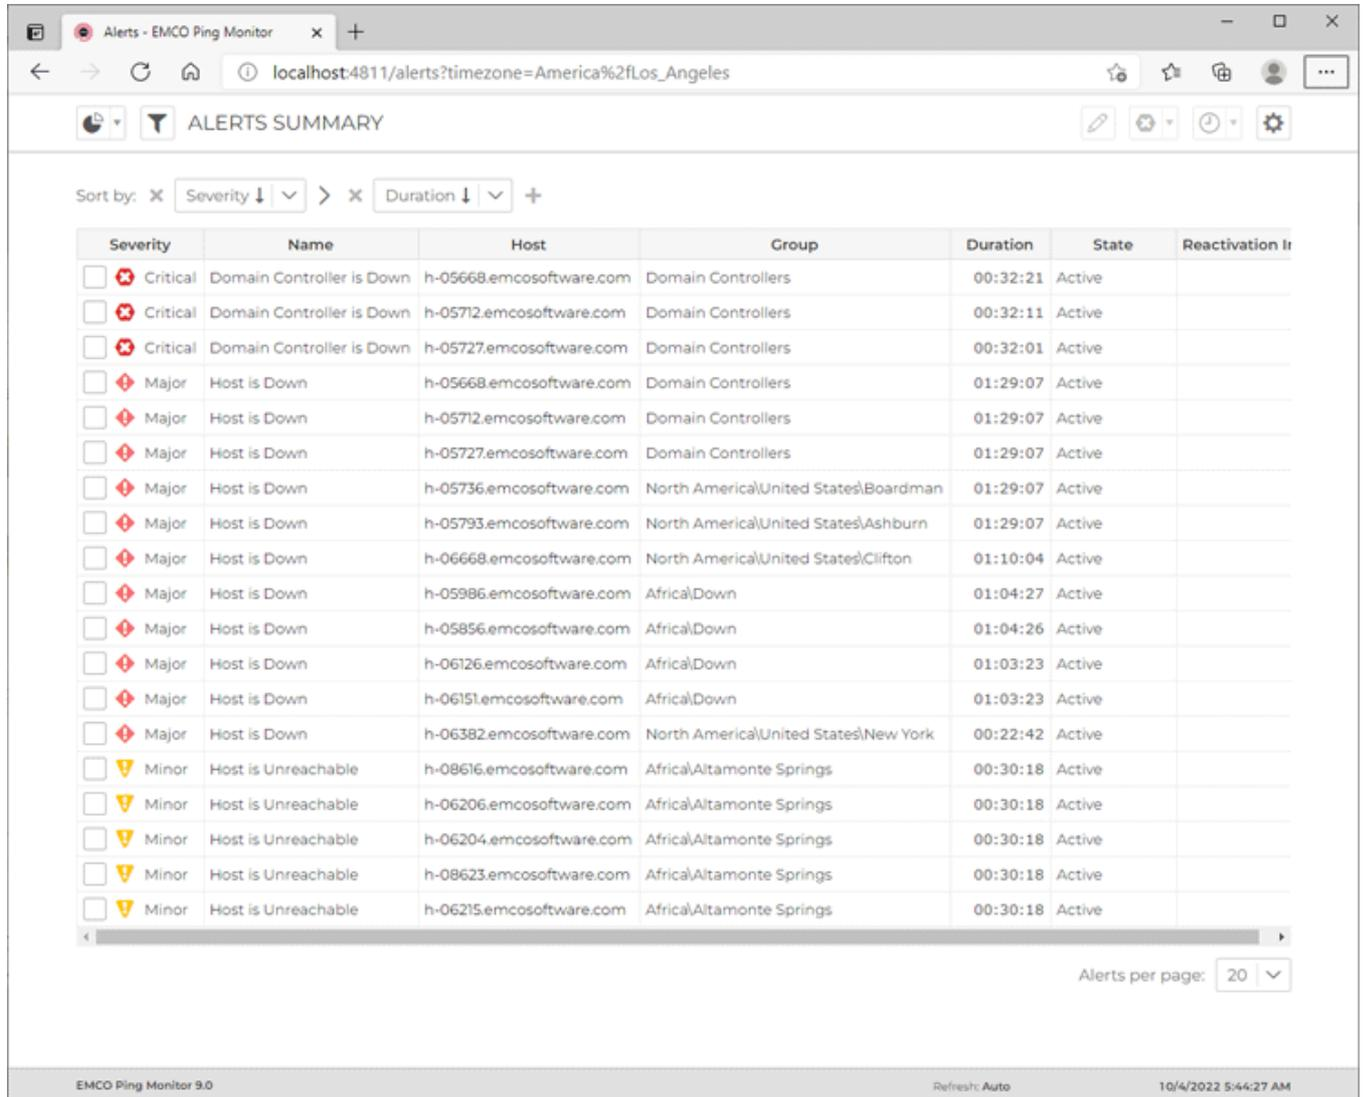 Alerts - EMCO Ping Monitor
localhost:4811/alerts?timezone=America%2fLos_Angeles
ALERTS SUMMARY
Sort by: Severity Duration
Severity Name Host Group Duration State Reactivation In
Critical Domain Controller is Down h-05668.emcosoftware.com Domain Controllers 00:32:21 Active
Critical Domain Controller is Down h-05712.emcosoftware.com Domain Controllers 00:32:11 Active
Critical Domain Controller is Down h-05727.emcosoftware.com Domain Controllers 00:32:01 Active
Major Host is Down h-05668.emcosoftware.com Domain Controllers 01:29:07 Active
Major Host is Down h-05712.emcosoftware.com Domain Controllers 01:29:07 Active
Major Host is Down h-05727.emcosoftware.com Domain Controllers 01:29:07 Active
Major Host is Down h-05736.emcosoftware.com North America\United States\Boardman 01:29:07 Active
Major Host is Down h-05793.emcosoftware.com North America\United States\Ashburn 01:29:07 Active
Major Host is Down h-06668.emcosoftware.com North America\United States\Clifton 01:10:04 Active
Major Host is Down h-05986.emcosoftware.com Africa\Down 01:04:27 Active
Major Host is Down h-05856.emcosoftware.com Africa\Down 01:04:26 Active
Major Host is Down h-06126.emcosoftware.com Africa\Down 01:03:23 Active
Major Host is Down h-06151.emcosoftware.com Africa\Down 01:03:23 Active
Major Host is Down h-06382.emcosoftware.com North America\United States\New York 00:22:42 Active
Minor Host is Unreachable h-08616.emcosoftware.com Africa\Altamonte Springs 00:30:18 Active
Minor Host is Unreachable h-06206.emcosoftware.com Africa\Altamonte Springs 00:30:18 Active
Minor Host is Unreachable h-06204.emcosoftware.com Africa\Altamonte Springs 00:30:18 Active
Minor Host is Unreachable h-08623.emcosoftware.com Africa\Altamonte Springs 00:30:18 Active
Minor Host is Unreachable h-06215.emcosoftware.com Africa\Altamonte Springs 00:30:18 Active
Alerts per page: 20
EMCO Ping Monitor 9.0 Refresh: Auto 10/4/2022 5:44:27 AM